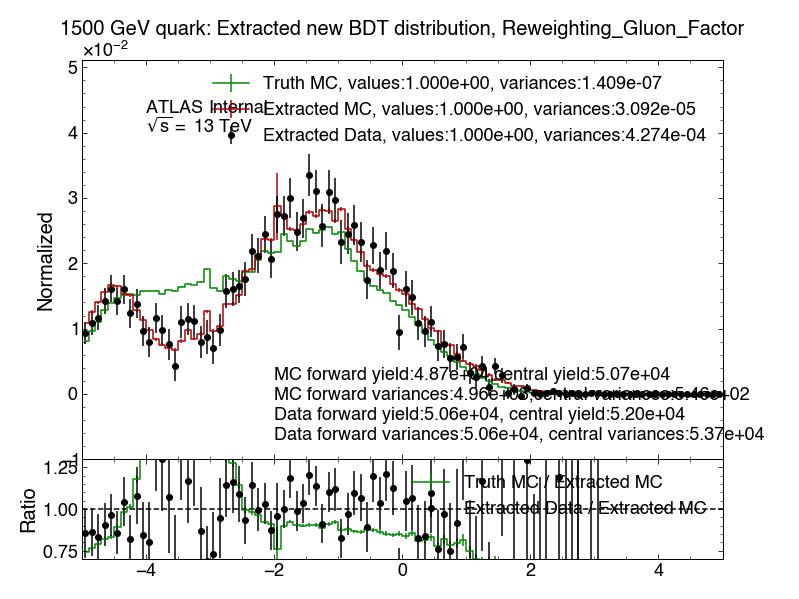 1500 GeV quark: Extracted new BDT distribution, Reweighting_Gluon_Factor
×10⁻²
Truth MC, values:1.000e+00, variances:1.409e-07
ATLAS Internal
Extracted MC, values:1.000e+00, variances:3.092e-05
√s = 13 TeV
Extracted Data, values:1.000e+00, variances:4.274e-04
5
4
3
2
1
0
Normalized
MC forward yield:4.87e+04, central yield:5.07e+04
MC forward variances:4.96e+03, central variances:5.46e+02
Data forward yield:5.06e+04, central yield:5.20e+04
Data forward variances:5.06e+04, central variances:5.37e+04
1
1.25
1.00
0.75
Ratio
Truth MC / Extracted MC
Extracted Data / Extracted MC
−4
−2
0
2
4